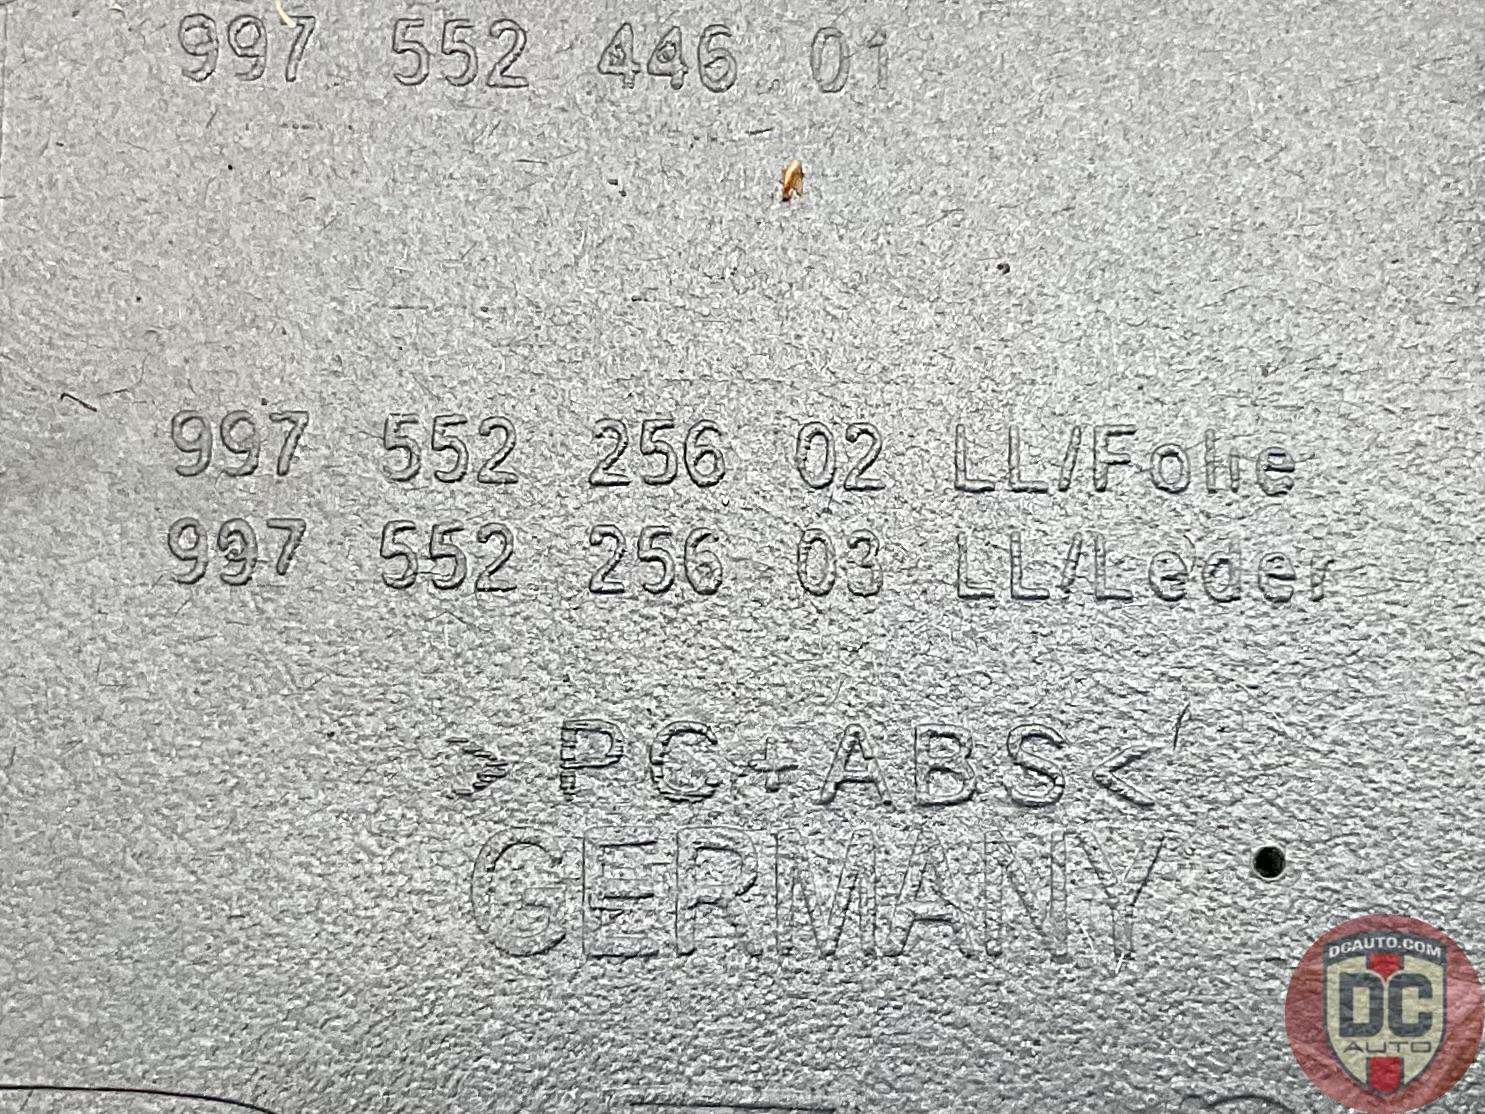 997 552 446 01
997 552 256 02 LL/Folie
997 552 256 03 LL/Leder
>PC+ABS<
GERMANY
DCAUTO.COM
DC
AUTO